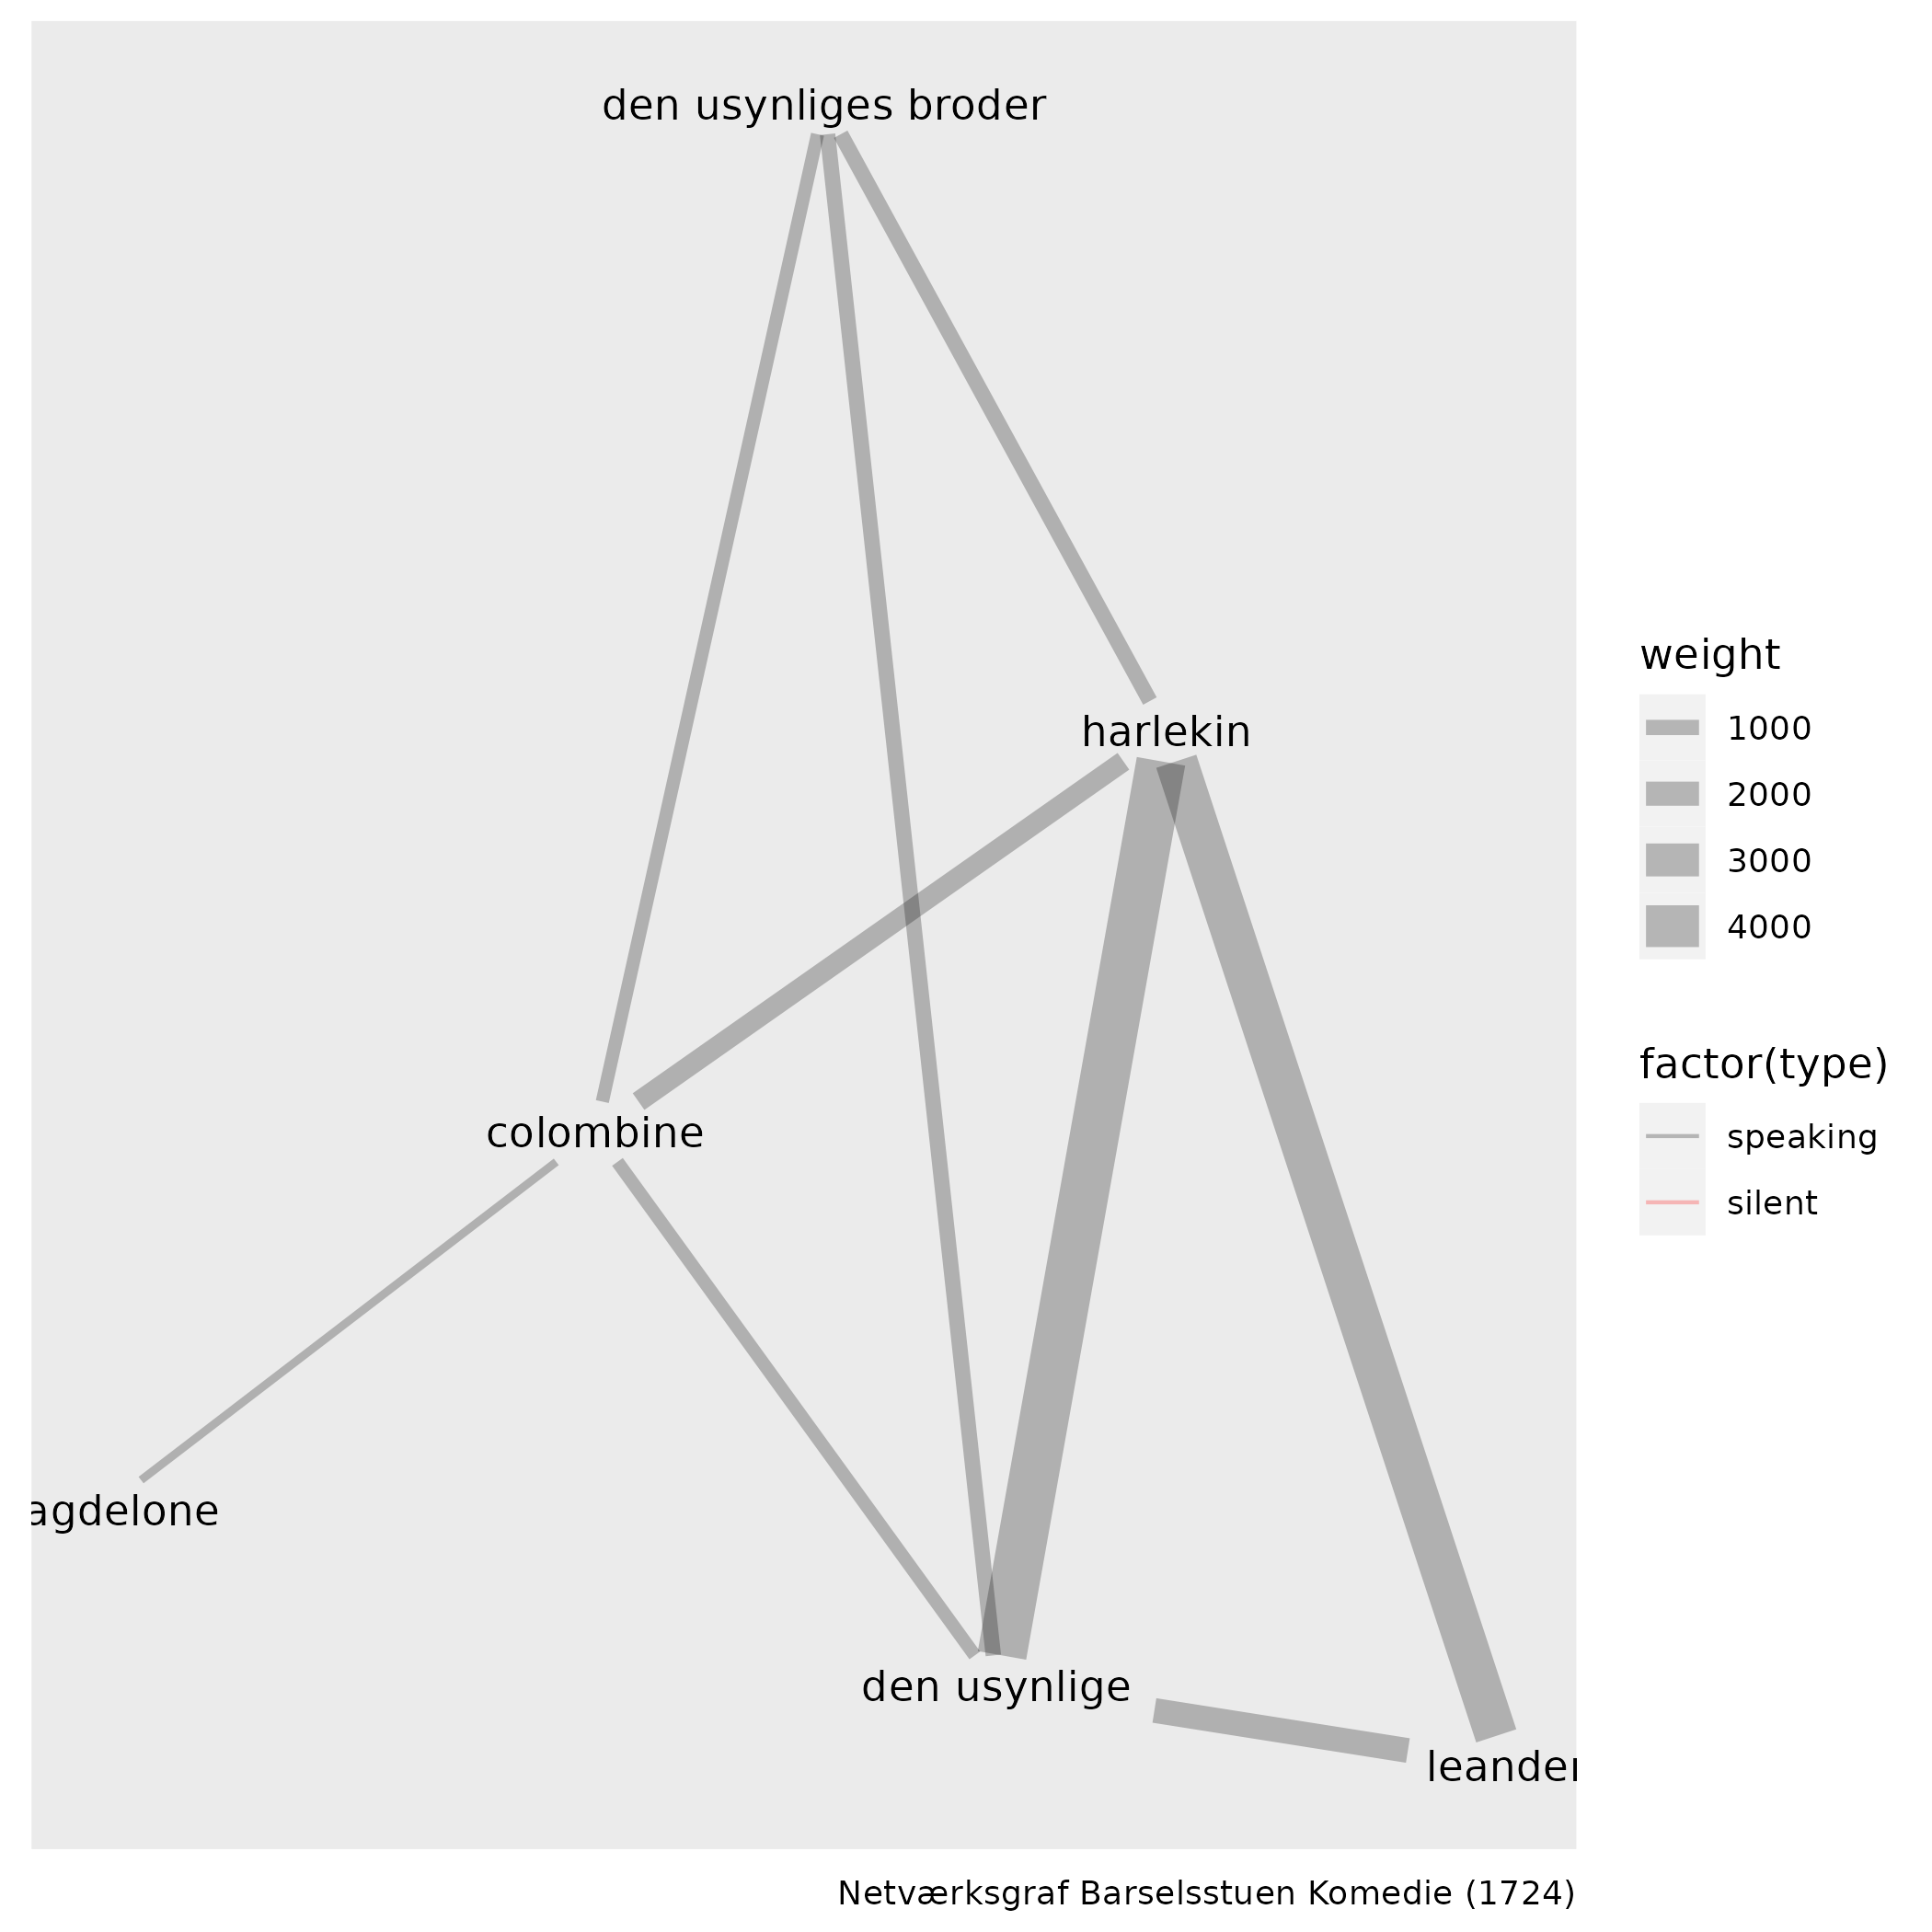 den usynliges broder
harlekin
colombine
agdelone
den usynlige
leander
weight
1000
2000
3000
4000
factor(type)
speaking
silent
Netværksgraf Barselsstuen Komedie (1724)